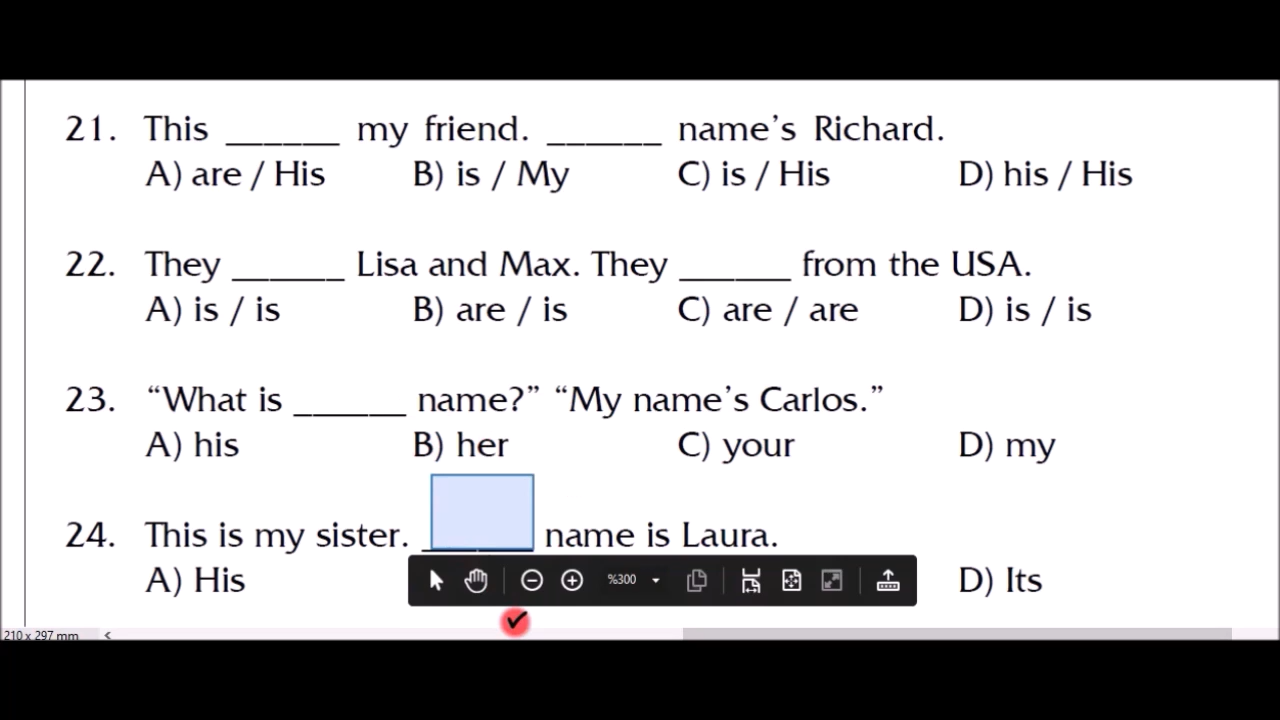 21. This ______ my friend. ______ name's Richard.
A) are / His B) is / My C) is / His D) his / His
22. They ______ Lisa and Max. They ______ from the USA.
A) is / is B) are / is C) are / are D) is / is
23. “What is ______ name?” “My name's Carlos.”
A) his B) her C) your D) my
24. This is my sister. ______ name is Laura.
A) His D) Its
%300
210 x 297 mm